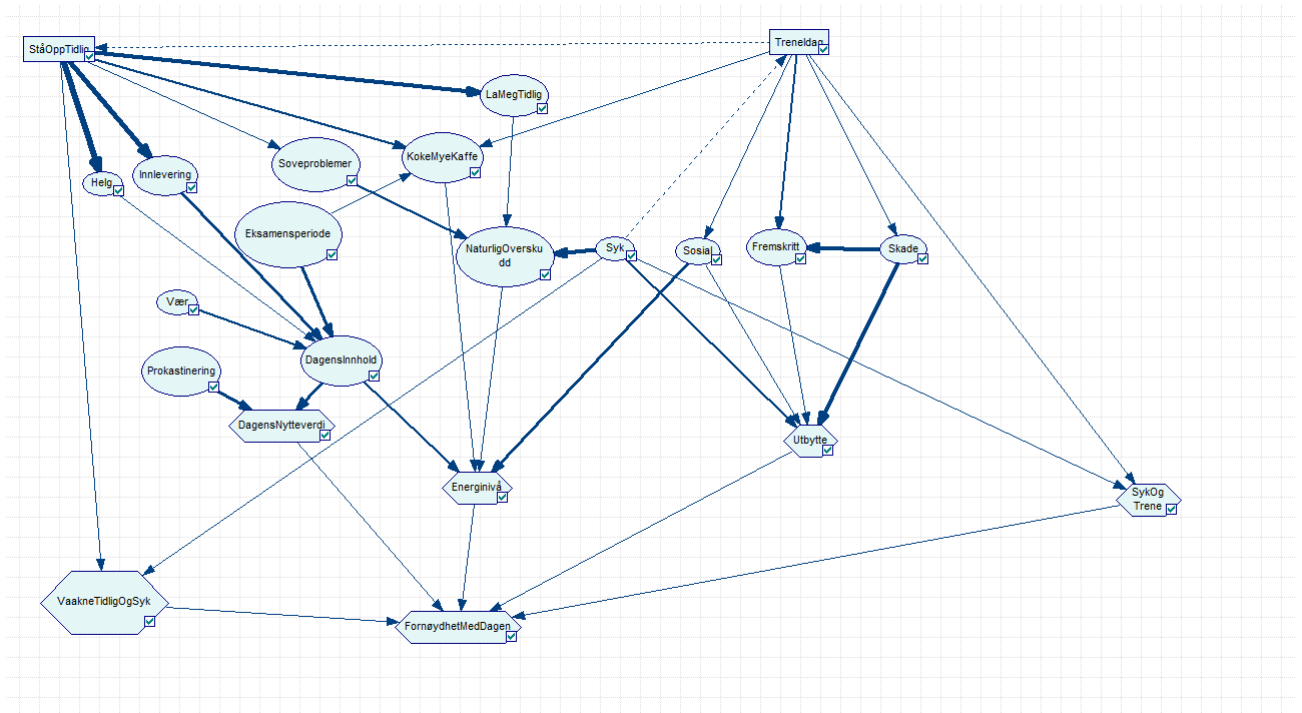 StåOppTidlig
TrenеIdag
LaMegTidlig
Soveproblemer
KokeMyeKaffe
Helg
Innlevering
Eksamensperiode
NaturligOversku
dd
Syk
Sosial
Fremskritt
Skade
Vær
DagensInnhold
Prokastinering
DagensNytteverdi
Utbytte
Energinivå
SykOg
Trene
VaakneTidligOgSyk
FornøydhetMedDagen